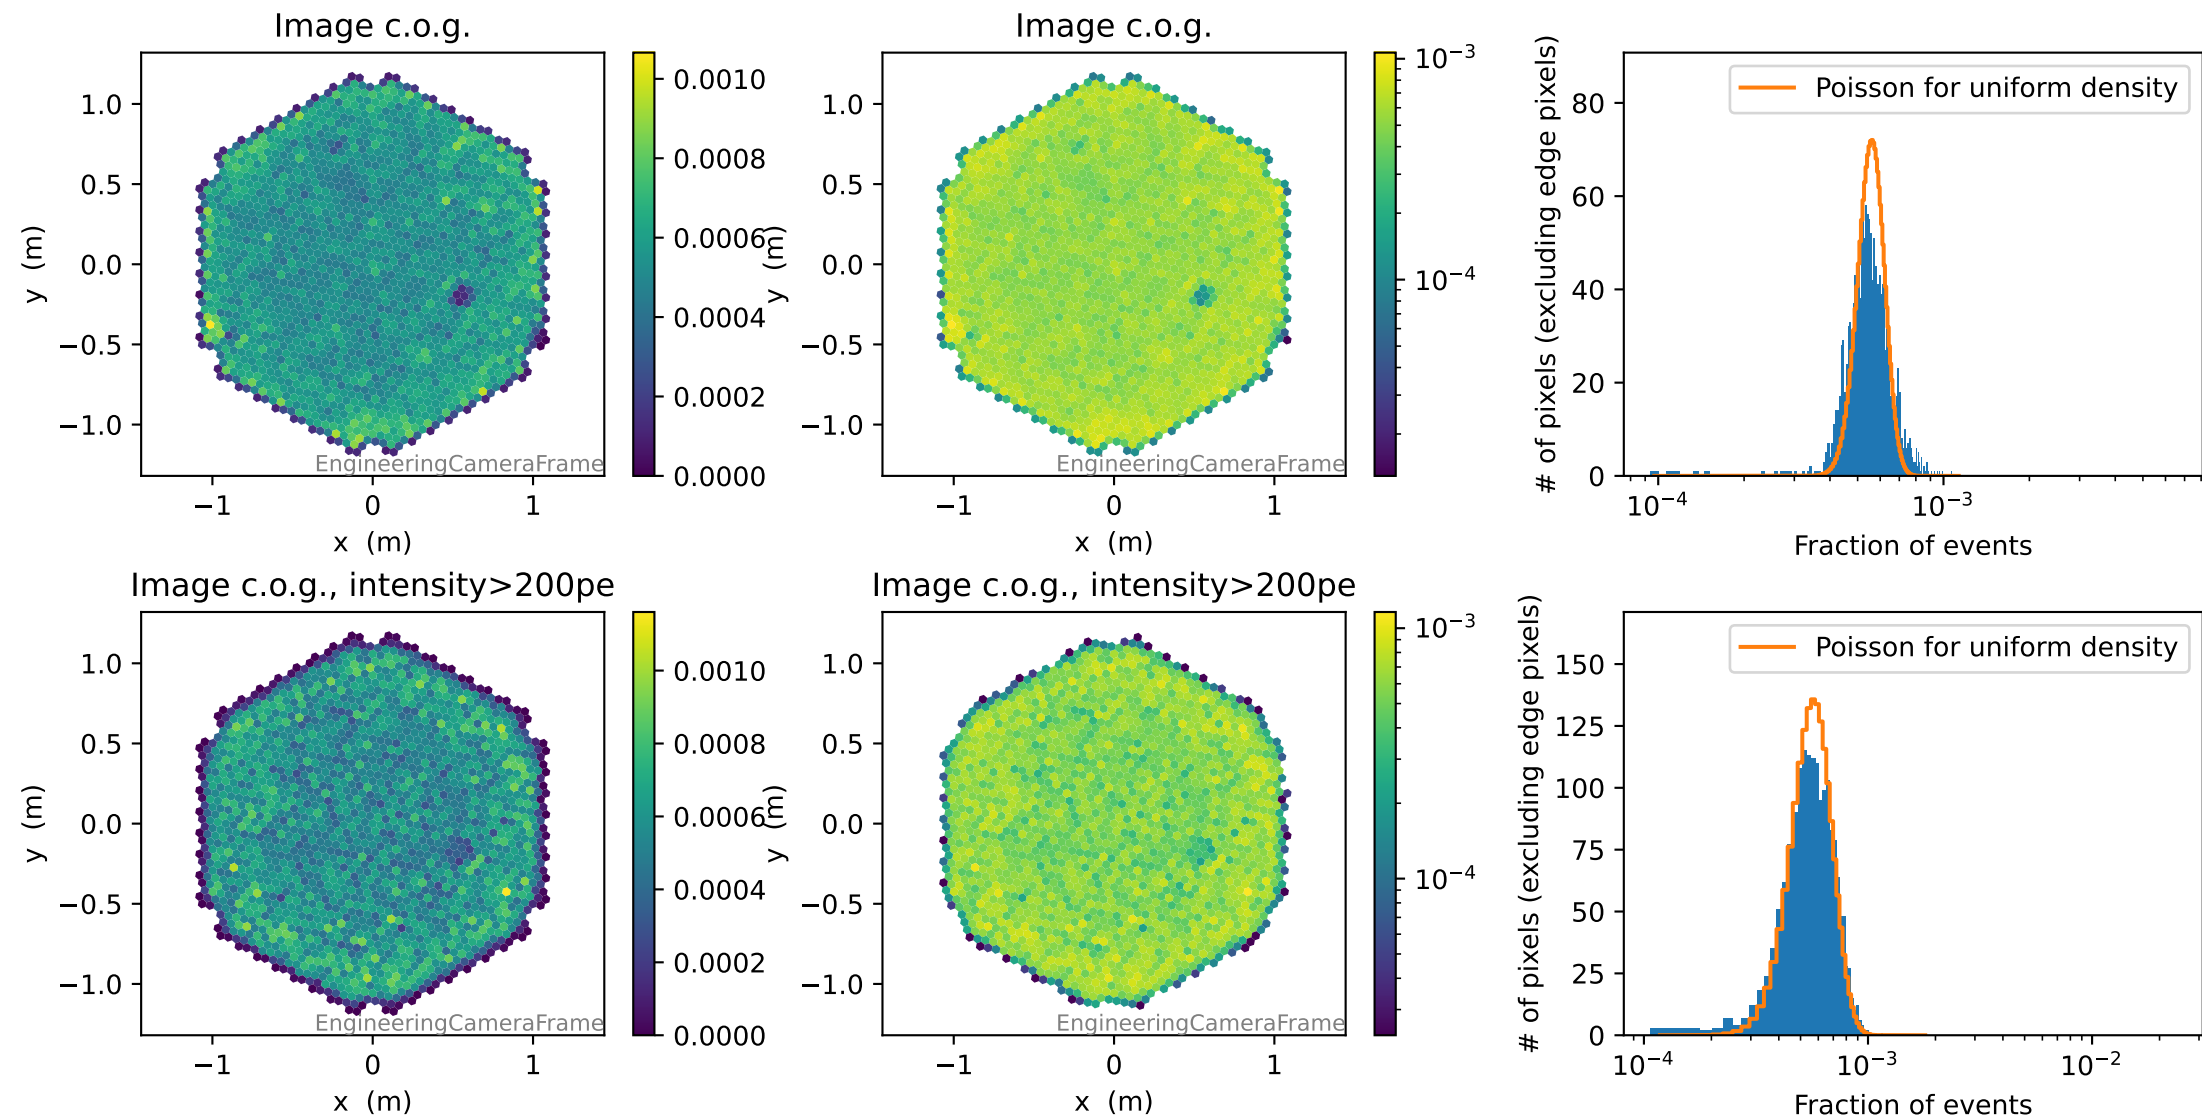 Image c.o.g.
1.0
0.5
0.0
−0.5
−1.0
y (m)
−1
0
1
x (m)
EngineeringCameraFrame
0.0010
0.0008
0.0006
0.0004
0.0002
0.0000
Image c.o.g.
1.0
0.5
0.0
−0.5
−1.0
y (m)
−1
0
1
x (m)
EngineeringCameraFrame
10⁻³
10⁻⁴
# of pixels (excluding edge pixels)
80
60
40
20
0
Poisson for uniform density
10⁻⁴
10⁻³
Fraction of events
Image c.o.g., intensity>200pe
1.0
0.5
0.0
−0.5
−1.0
y (m)
−1
0
1
x (m)
EngineeringCameraFrame
0.0010
0.0008
0.0006
0.0004
0.0002
0.0000
Image c.o.g., intensity>200pe
1.0
0.5
0.0
−0.5
−1.0
y (m)
−1
0
1
x (m)
EngineeringCameraFrame
10⁻³
10⁻⁴
# of pixels (excluding edge pixels)
150
125
100
75
50
25
0
Poisson for uniform density
10⁻⁴
10⁻³
10⁻²
Fraction of events